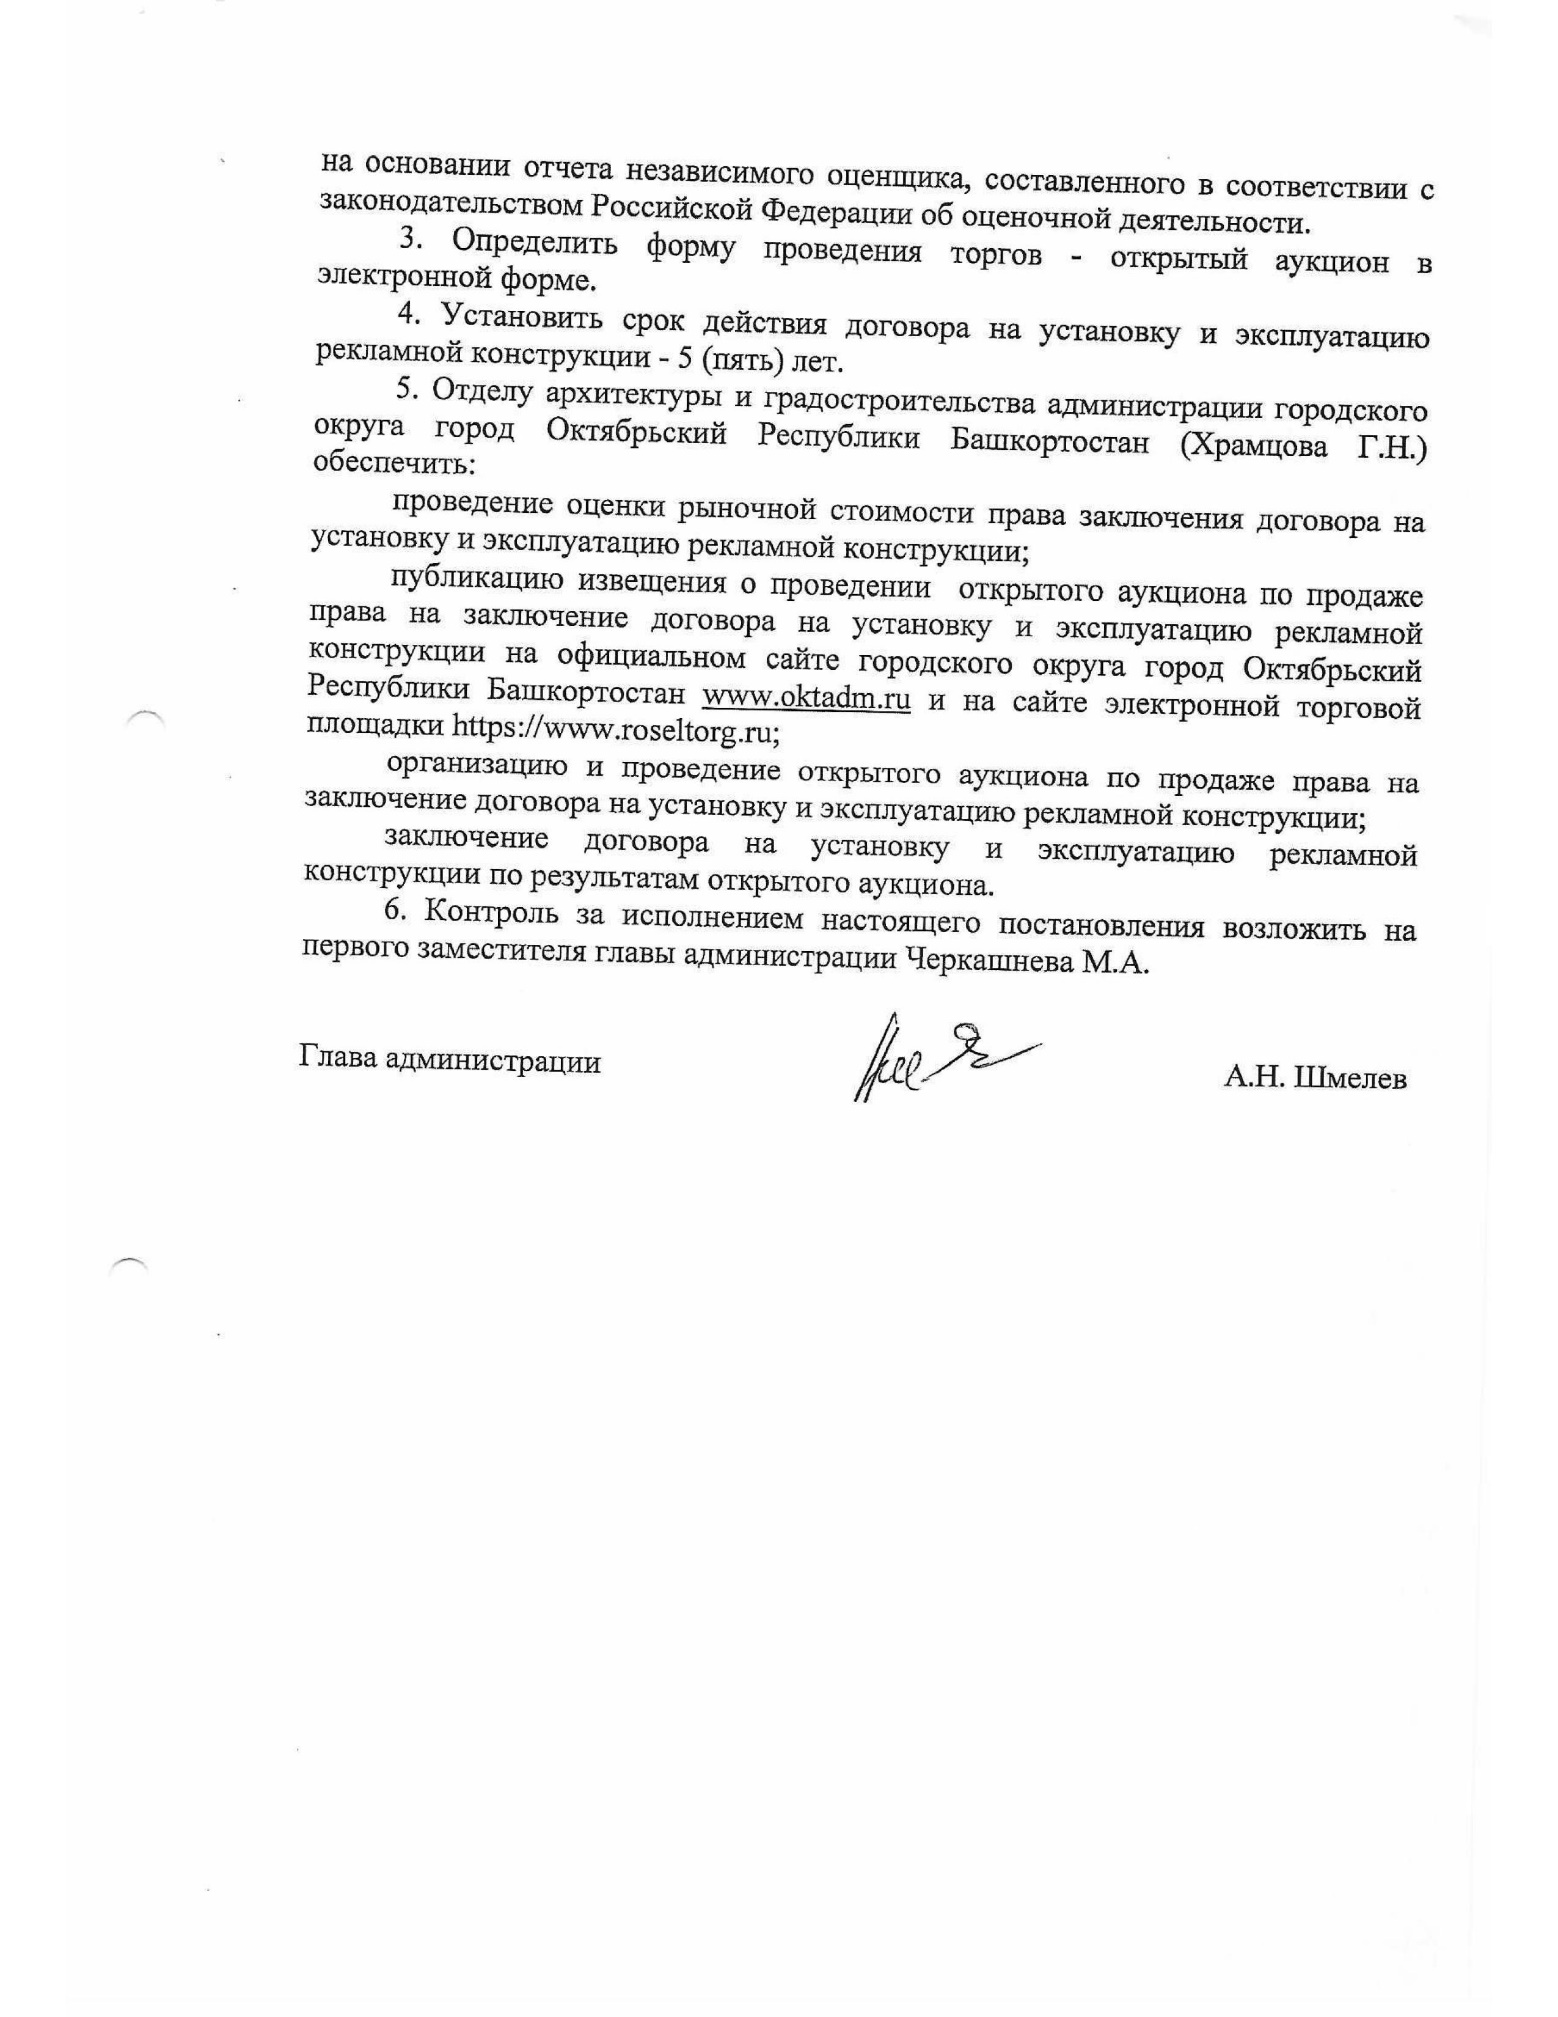 на основании отчета независимого оценщика, составленного в соответствии с
законодательством Российской Федерации об оценочной деятельности.
3. Определить форму проведения торгов - открытый аукцион в
электронной форме.
4. Установить срок действия договора на установку и эксплуатацию
рекламной конструкции - 5 (пять) лет.
5. Отделу архитектуры и градостроительства администрации городского
округа город Октябрьский Республики Башкортостан (Храмцова Г.Н.)
обеспечить:
проведение оценки рыночной стоимости права заключения договора на
установку и эксплуатацию рекламной конструкции;
публикацию извещения о проведении открытого аукциона по продаже
права на заключение договора на установку и эксплуатацию рекламной
конструкции на официальном сайте городского округа город Октябрьский
Республики Башкортостан www.oktadm.ru и на сайте электронной торговой
площадки https://www.roseltorg.ru;
организацию и проведение открытого аукциона по продаже права на
заключение договора на установку и эксплуатацию рекламной конструкции;
заключение договора на установку и эксплуатацию рекламной
конструкции по результатам открытого аукциона.
6. Контроль за исполнением настоящего постановления возложить на
первого заместителя главы администрации Черкашнева М.А.
Глава администрации
А.Н. Шмелев